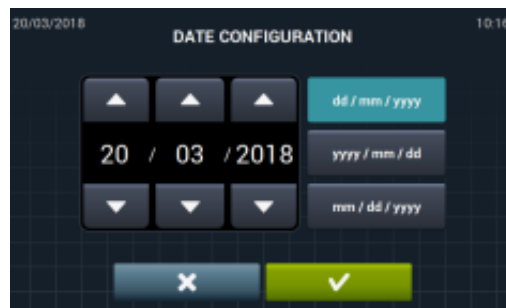 20/03/2018 10:16
DATE CONFIGURATION
dd / mm / yyyy
20 / 03 / 2018 yyyy / mm / dd
mm / dd / yyyy